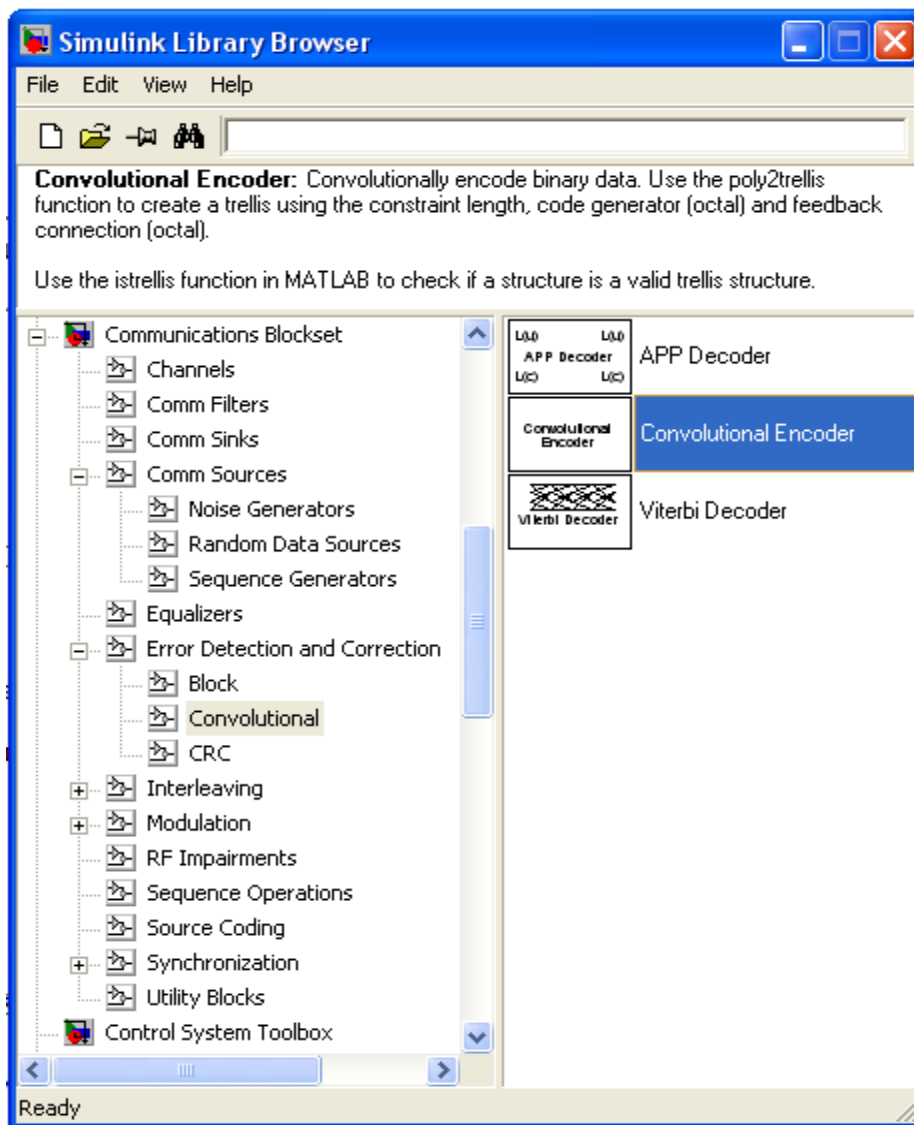 Simulink Library Browser
File Edit View Help
Convolutional Encoder: Convolutionally encode binary data. Use the poly2trellis
function to create a trellis using the constraint length, code generator (octal) and feedback
connection (octal).
Use the istrellis function in MATLAB to check if a structure is a valid trellis structure.
Communications Blockset
Channels
Comm Filters
Comm Sinks
Comm Sources
Noise Generators
Random Data Sources
Sequence Generators
Equalizers
Error Detection and Correction
Block
Convolutional
CRC
Interleaving
Modulation
RF Impairments
Sequence Operations
Source Coding
Synchronization
Utility Blocks
Control System Toolbox
L(u) L(u)
APP Decoder
L(c) L(c)
APP Decoder
Convolutional
Encoder
Convolutional Encoder
Viterbi Decoder
Viterbi Decoder
Ready